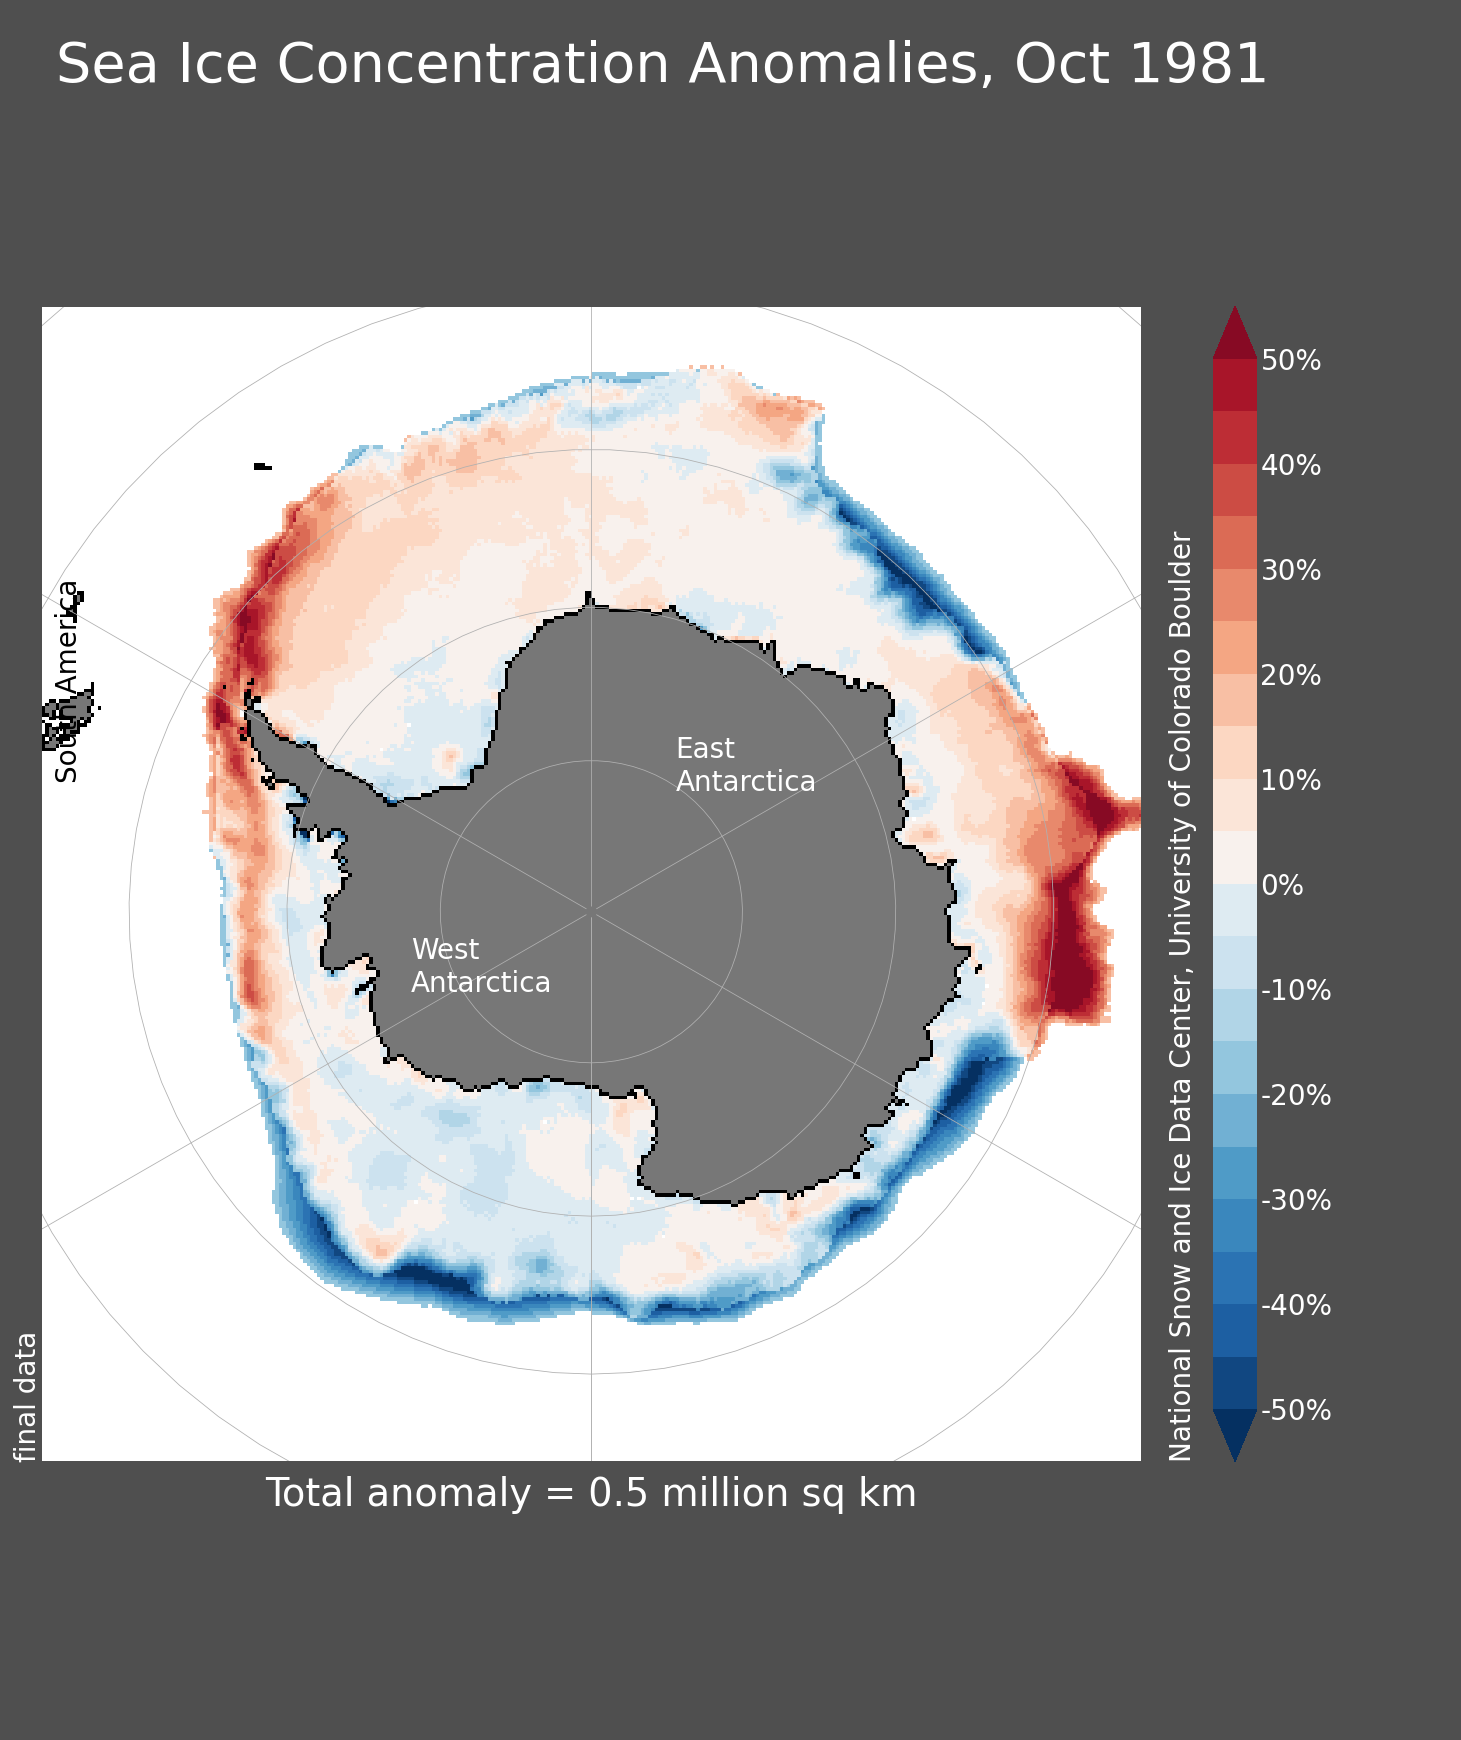 Sea Ice Concentration Anomalies, Oct 1981
South America
East
Antarctica
West
Antarctica
final data
National Snow and Ice Data Center, University of Colorado Boulder
50%
40%
30%
20%
10%
0%
-10%
-20%
-30%
-40%
-50%
Total anomaly = 0.5 million sq km